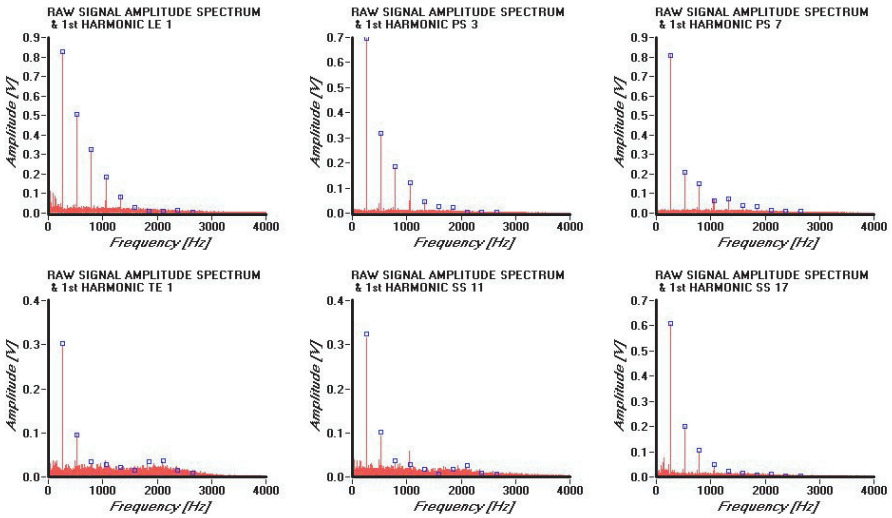 RAW SIGNAL AMPLITUDE SPECTRUM
& 1st HARMONIC LE 1
0.9
0.8
0.7
0.6
0.5
0.4
0.3
0.2
0.1
0.0
Amplitude [V]
0 1000 2000 3000 4000
Frequency [Hz]
RAW SIGNAL AMPLITUDE SPECTRUM
& 1st HARMONIC PS 3
0.7
0.6
0.5
0.4
0.3
0.2
0.1
0.0
Amplitude [V]
0 1000 2000 3000 4000
Frequency [Hz]
RAW SIGNAL AMPLITUDE SPECTRUM
& 1st HARMONIC PS 7
0.9
0.8
0.7
0.6
0.5
0.4
0.3
0.2
0.1
0.0
Amplitude [V]
0 1000 2000 3000 4000
Frequency [Hz]
RAW SIGNAL AMPLITUDE SPECTRUM
& 1st HARMONIC TE 1
0.4
0.3
0.2
0.1
0.0
Amplitude [V]
0 1000 2000 3000 4000
Frequency [Hz]
RAW SIGNAL AMPLITUDE SPECTRUM
& 1st HARMONIC SS 11
0.4
0.3
0.2
0.1
0.0
Amplitude [V]
0 1000 2000 3000 4000
Frequency [Hz]
RAW SIGNAL AMPLITUDE SPECTRUM
& 1st HARMONIC SS 17
0.7
0.6
0.5
0.4
0.3
0.2
0.1
0.0
Amplitude [V]
0 1000 2000 3000 4000
Frequency [Hz]